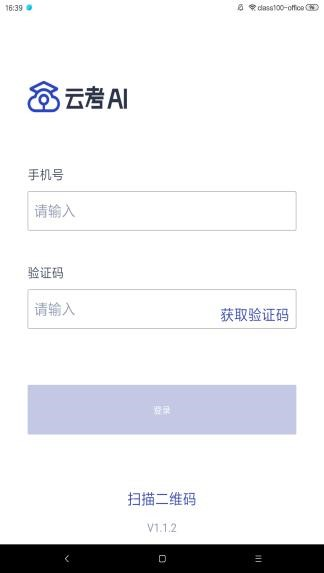 16:39
class100-office
云考AI
手机号
请输入
验证码
请输入
获取验证码
登录
扫描二维码
V1.1.2